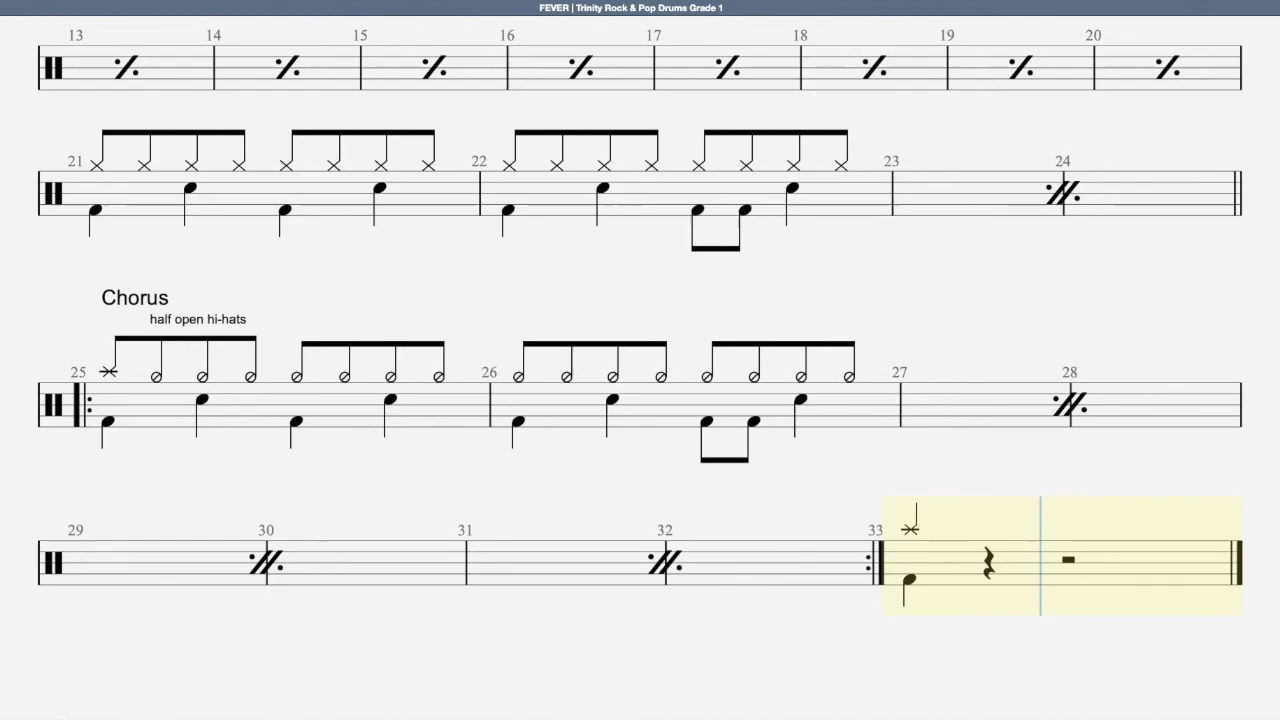 FEVER | Trinity Rock & Pop Drums Grade 1
13 14 15 16 17 18 19 20
21 22 23 24
Chorus
half open hi-hats
25 26 27 28
29 30 31 32 33